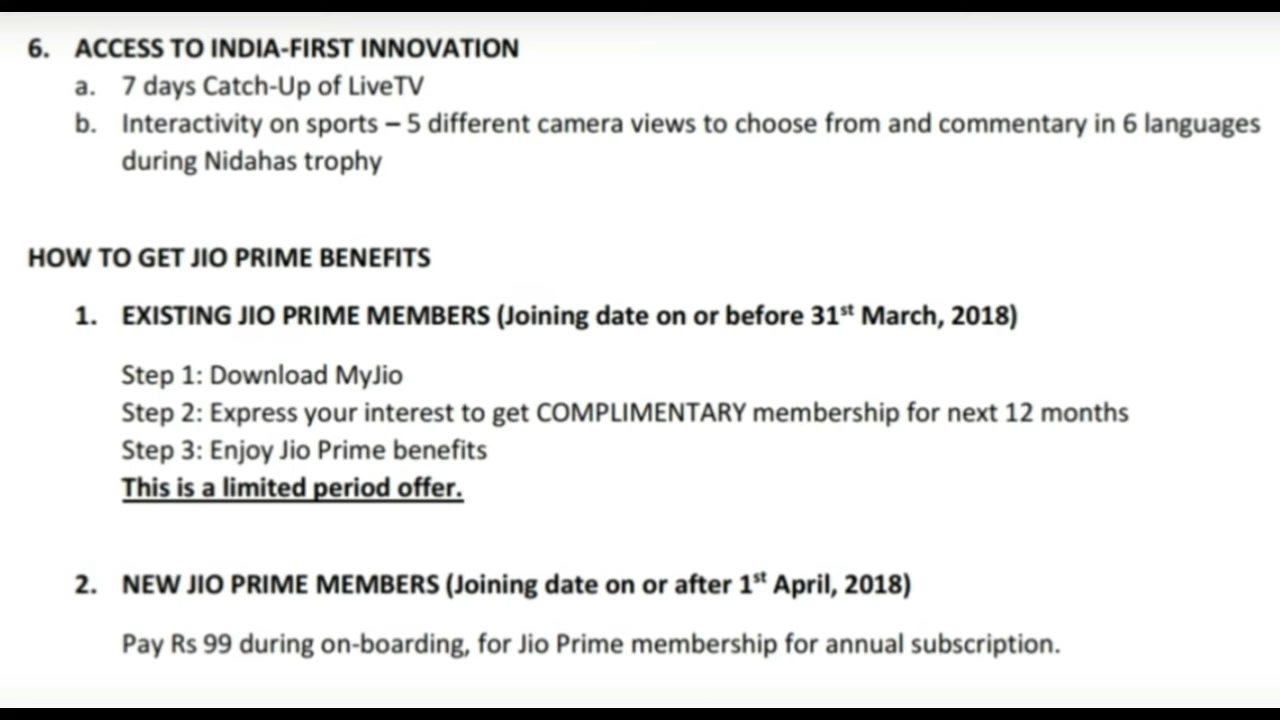 6. ACCESS TO INDIA-FIRST INNOVATION
a. 7 days Catch-Up of LiveTV
b. Interactivity on sports – 5 different camera views to choose from and commentary in 6 languages
during Nidahas trophy
HOW TO GET JIO PRIME BENEFITS
1. EXISTING JIO PRIME MEMBERS (Joining date on or before 31st March, 2018)
Step 1: Download MyJio
Step 2: Express your interest to get COMPLIMENTARY membership for next 12 months
Step 3: Enjoy Jio Prime benefits
This is a limited period offer.
2. NEW JIO PRIME MEMBERS (Joining date on or after 1st April, 2018)
Pay Rs 99 during on-boarding, for Jio Prime membership for annual subscription.